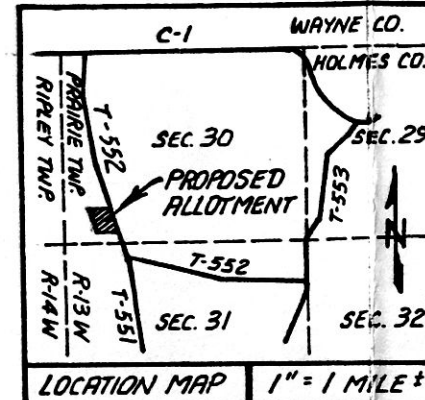 C-1
WAYNE CO.
HOLMES CO.
RIPLEY TWP.
PRAIRIE TWP.
T-552
SEC. 30
SEC. 29
PROPOSED
ALLOTMENT
T-553
N
T-552
R-14W
R-13W
T-551
SEC. 31
SEC. 32
LOCATION MAP
1" = 1 MILE ±